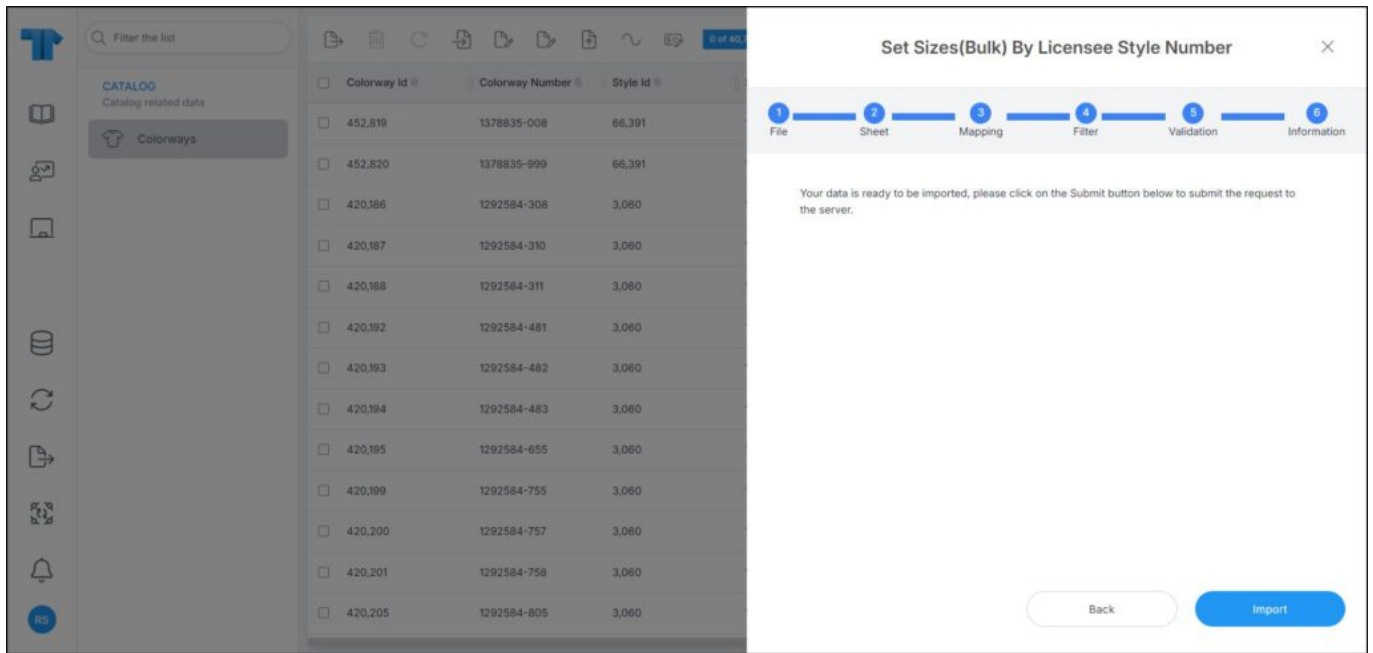 Filter the list
CATALOG
Catalog related data
Colorways
0 of 40,
Colorway Id
Colorway Number
Style Id
452,819
1378835-008
66,391
452,820
1378835-999
66,391
420,186
1292584-308
3,060
420,187
1292584-310
3,060
420,188
1292584-311
3,060
420,192
1292584-481
3,060
420,193
1292584-482
3,060
420,194
1292584-483
3,060
420,195
1292584-655
3,060
420,199
1292584-755
3,060
420,200
1292584-757
3,060
420,201
1292584-758
3,060
420,205
1292584-805
3,060
RS
Set Sizes(Bulk) By Licensee Style Number
1
File
2
Sheet
3
Mapping
4
Filter
5
Validation
6
Information
Your data is ready to be imported, please click on the Submit button below to submit the request to
the server.
Back
Import